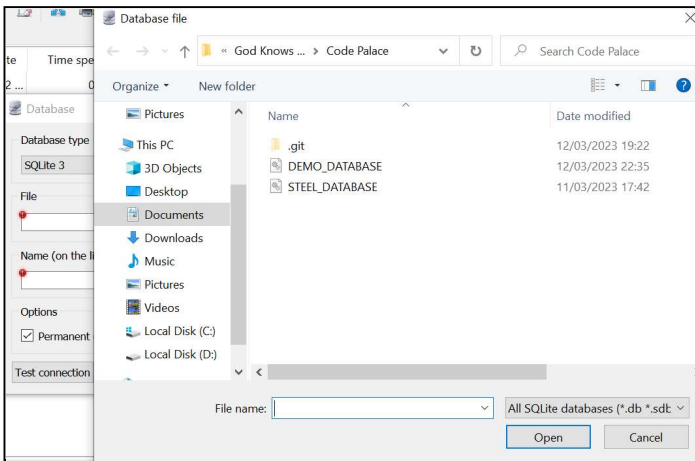 Database file
« God Knows ... > Code Palace
Search Code Palace
te Time spe
2 ... 0
Organize
New folder
?
Database
Database type
SQLite 3
File
Name (on the li
Options
Permanent
Test connection
Pictures
This PC
3D Objects
Desktop
Documents
Downloads
Music
Pictures
Videos
Local Disk (C:)
Local Disk (D:)
Name Date modified
.git 12/03/2023 19:22
DEMO_DATABASE 12/03/2023 22:35
STEEL_DATABASE 11/03/2023 17:42
File name:
All SQLite databases (*.db *.sdb
Open Cancel